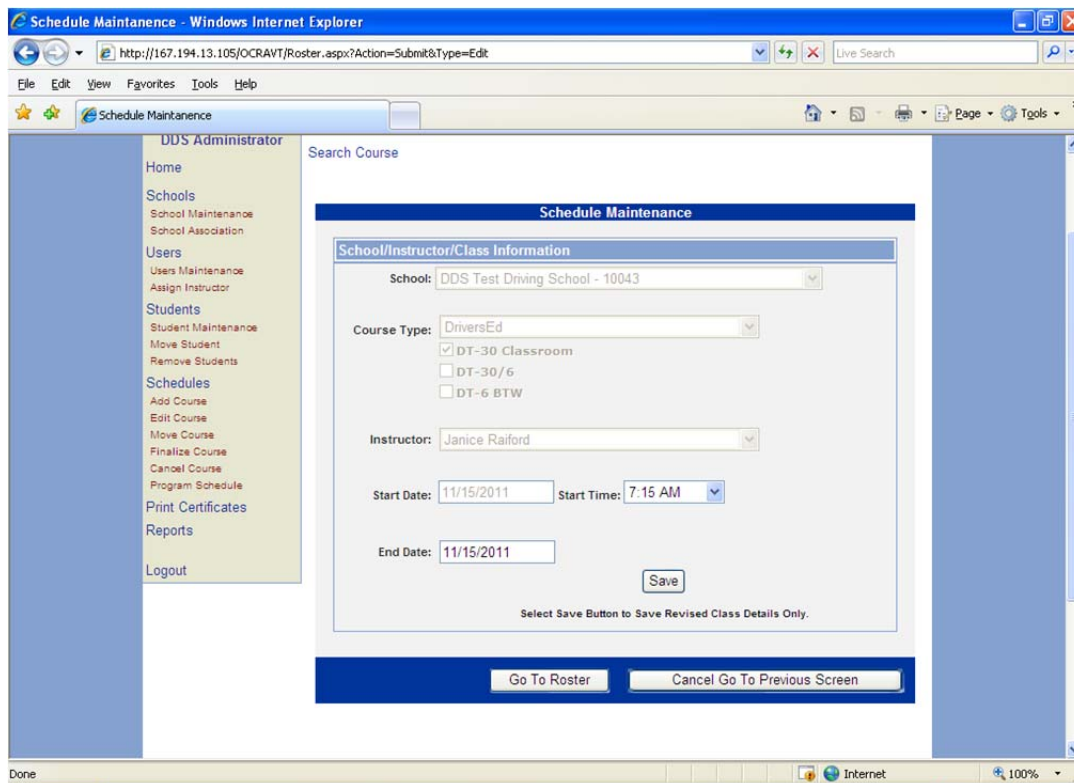 Schedule Maintanence - Windows Internet Explorer
http://167.194.13.105/OCRAVT/Roster.aspx?Action=Submit&Type=Edit
Live Search
File Edit View Favorites Tools Help
Schedule Maintanence
Page Tools
DDS Administrator
Home
Schools
School Maintenance
School Association
Users
Users Maintenance
Assign Instructor
Students
Student Maintenance
Move Student
Remove Students
Schedules
Add Course
Edit Course
Move Course
Finalize Course
Cancel Course
Program Schedule
Print Certificates
Reports
Logout
Search Course
Schedule Maintenance
School/Instructor/Class Information
School: DDS Test Driving School - 10043
Course Type: DriversEd
DT-30 Classroom
DT-30/6
DT-6 BTW
Instructor: Janice Raiford
Start Date: 11/15/2011 Start Time: 7:15 AM
End Date: 11/15/2011
Save
Select Save Button to Save Revised Class Details Only.
Go To Roster Cancel Go To Previous Screen
Done Internet 100%